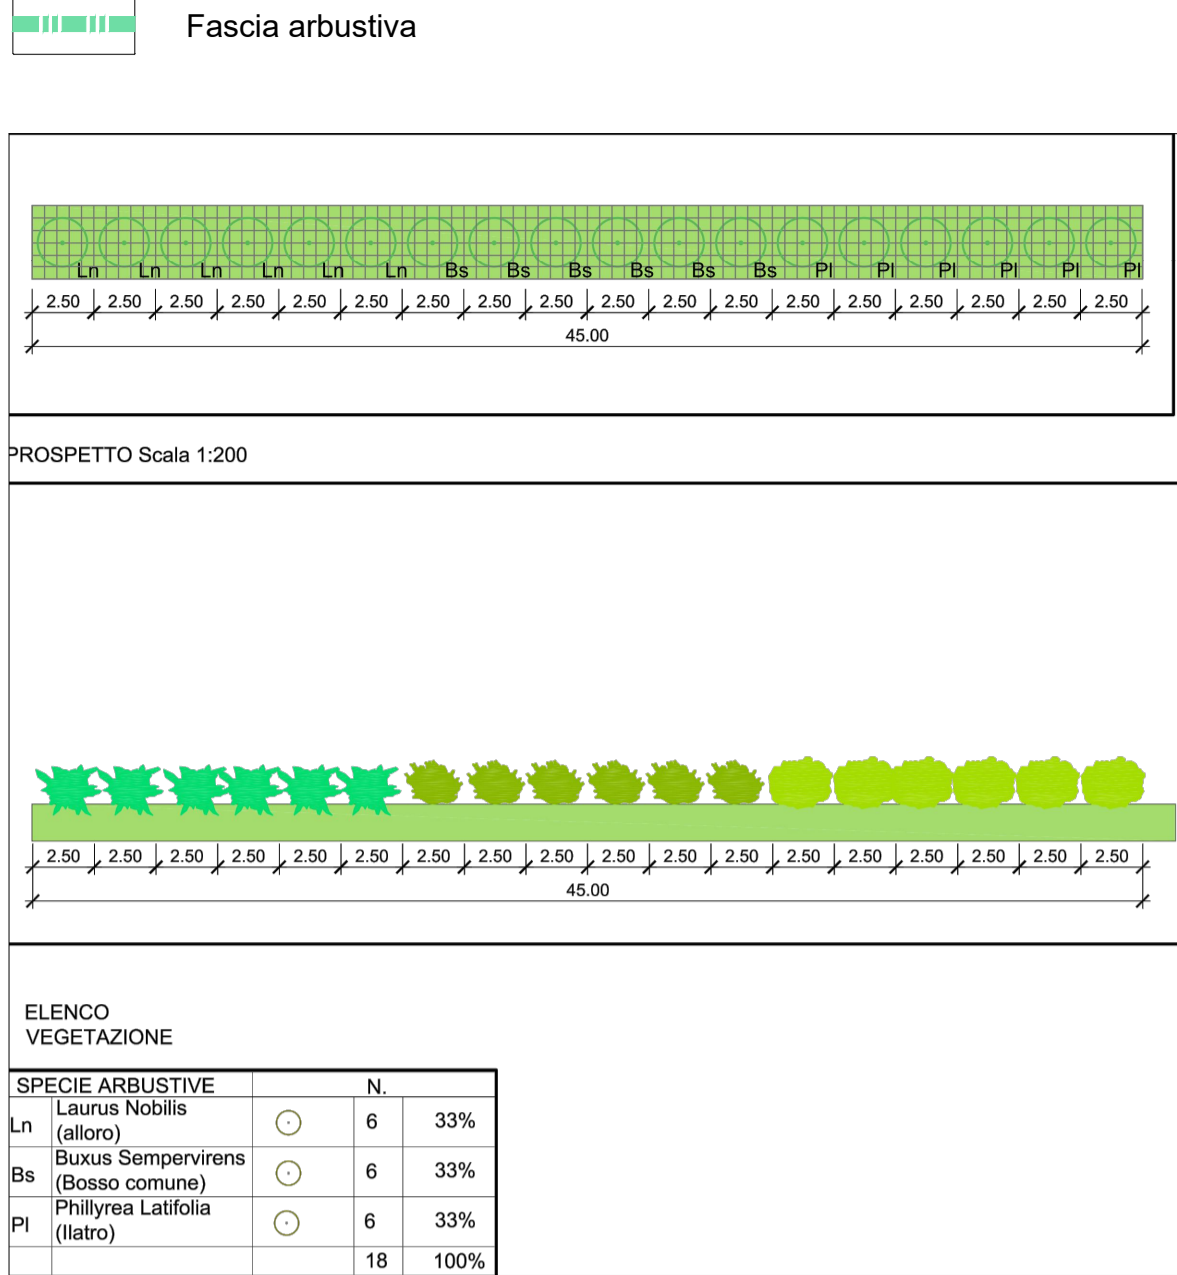 Fascia arbustiva
Ln Ln Ln Ln Ln Ln Bs Bs Bs Bs Bs Bs Pl Pl Pl Pl Pl Pl
2.50 2.50 2.50 2.50 2.50 2.50 2.50 2.50 2.50 2.50 2.50 2.50 2.50 2.50 2.50 2.50 2.50 2.50
45.00
PROSPETTO Scala 1:200
2.50 2.50 2.50 2.50 2.50 2.50 2.50 2.50 2.50 2.50 2.50 2.50 2.50 2.50 2.50 2.50 2.50 2.50
45.00
ELENCO
VEGETAZIONE
SPECIE ARBUSTIVE N.
Ln Laurus Nobilis (alloro) 6 33%
Bs Buxus Sempervirens (Bosso comune) 6 33%
Pl Phillyrea Latifolia (Ilatro) 6 33%
18 100%